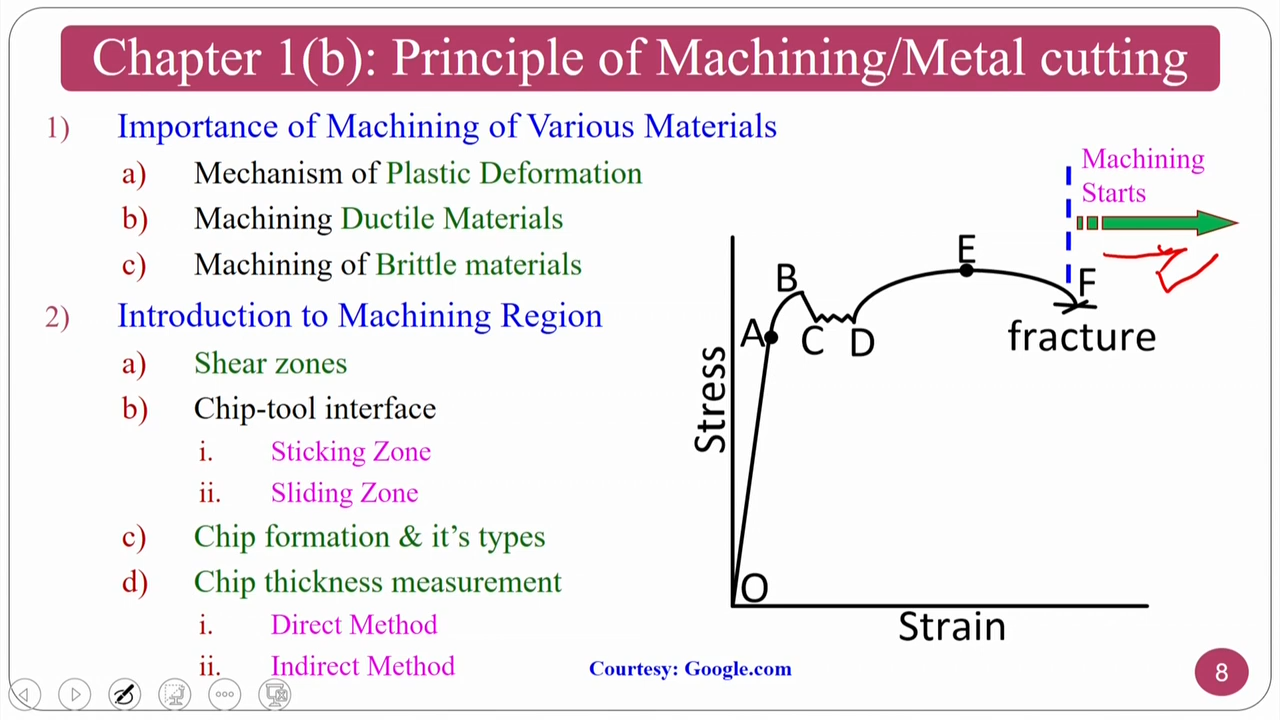 Chapter 1(b): Principle of Machining/Metal cutting
1) Importance of Machining of Various Materials
a) Mechanism of Plastic Deformation
b) Machining Ductile Materials
c) Machining of Brittle materials
2) Introduction to Machining Region
a) Shear zones
b) Chip-tool interface
i. Sticking Zone
ii. Sliding Zone
c) Chip formation & it's types
d) Chip thickness measurement
i. Direct Method
ii. Indirect Method
Machining
Starts
E
B
F
A
C
D
fracture
Stress
O
Strain
Courtesy: Google.com
8